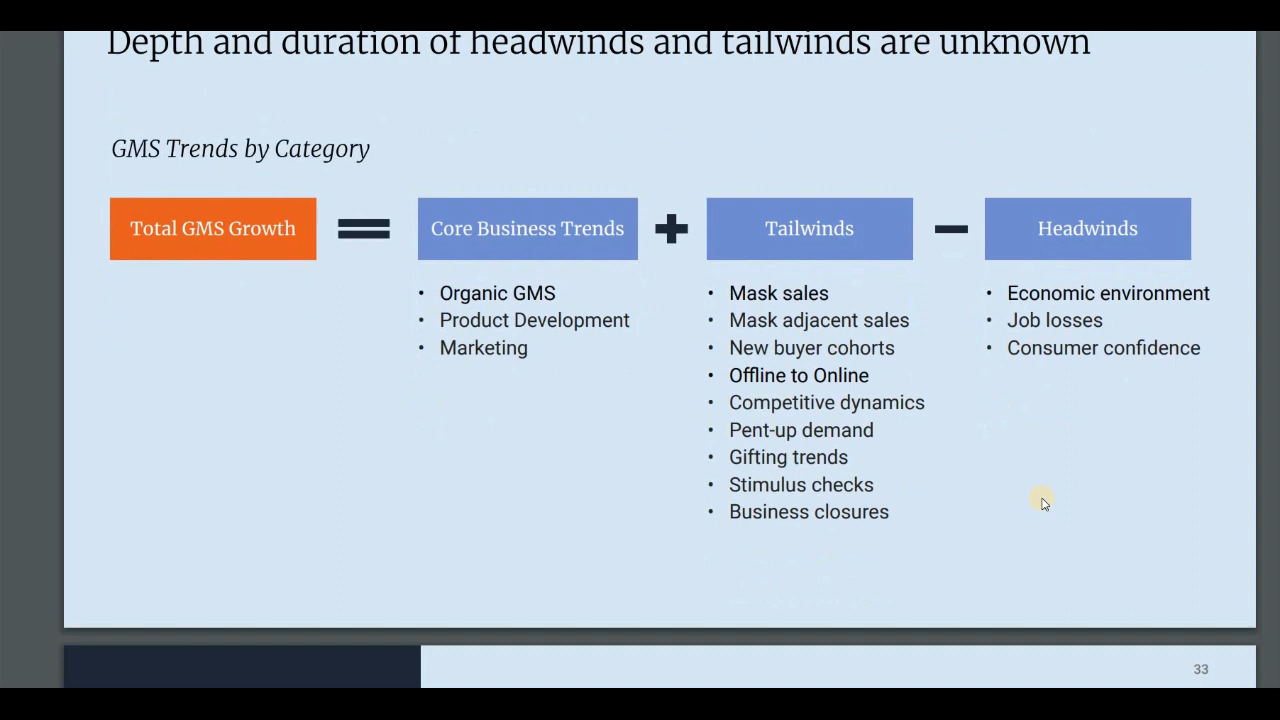 Depth and duration of headwinds and tailwinds are unknown
GMS Trends by Category
Total GMS Growth = Core Business Trends + Tailwinds − Headwinds
• Organic GMS
• Product Development
• Marketing
• Mask sales
• Mask adjacent sales
• New buyer cohorts
• Offline to Online
• Competitive dynamics
• Pent-up demand
• Gifting trends
• Stimulus checks
• Business closures
• Economic environment
• Job losses
• Consumer confidence
33